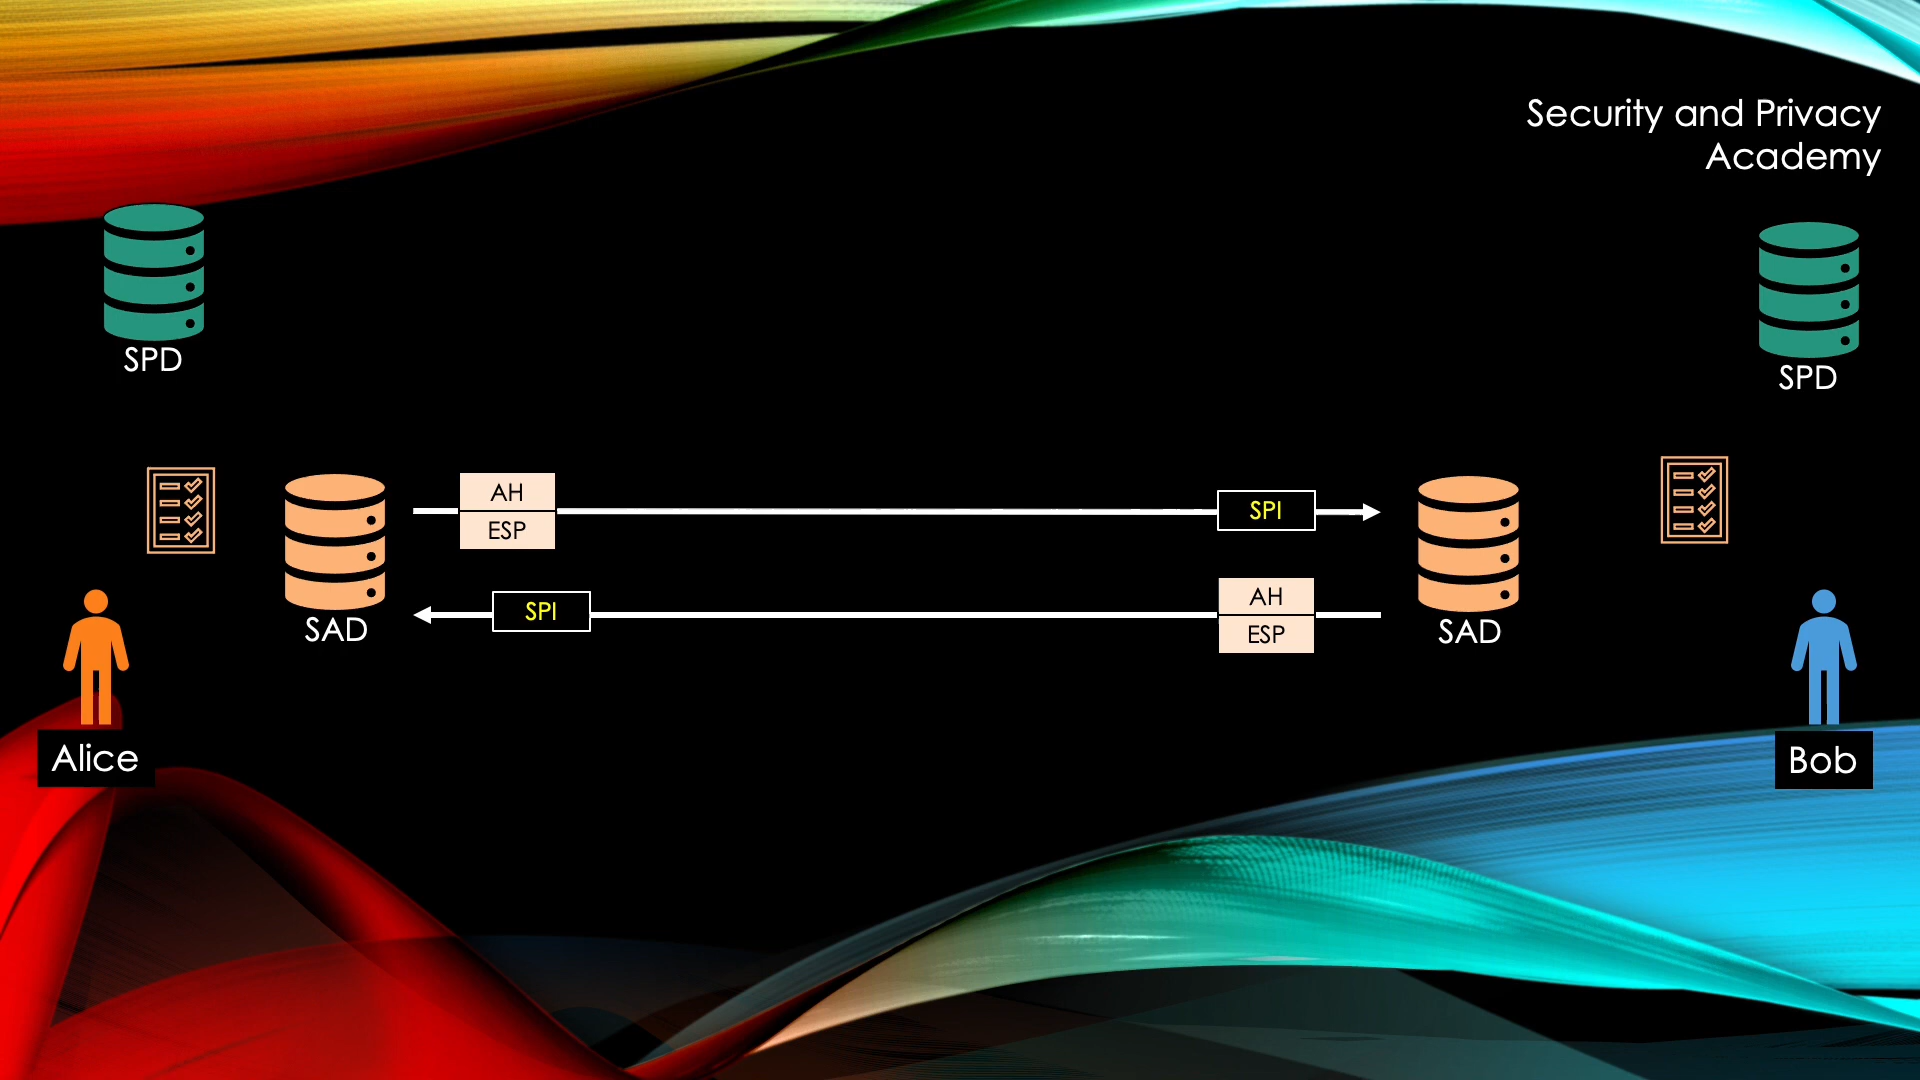 Security and Privacy
Academy
SPD
SPD
AH
ESP
SPI
SAD
SPI
AH
ESP
SAD
Alice
Bob